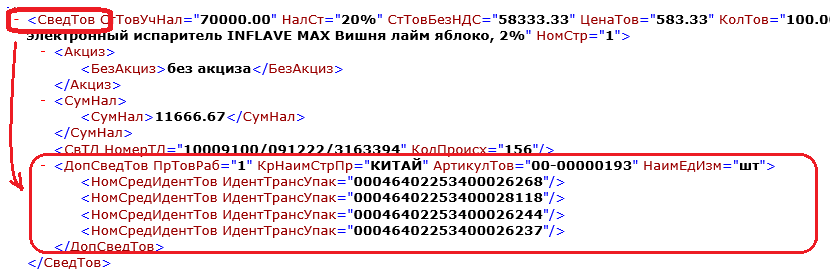 - <СведТов СтТовУчНал="70000.00" НалСт="20%" СтТовБезНДС="58333.33" ЦенаТов="583.33" КолТов="100.00
электронный испаритель INFLAVE MAX Вишня лайм яблоко, 2%" НомСтр="1">
- <Акциз>
<БезАкциз>без акциза</БезАкциз>
</Акциз>
- <СумНал>
<СумНал>11666.67</СумНал>
</СумНал>
<СвТД НомерТД="10009100/091222/3163394" КодПроисх="156"/>
- <ДопСведТов ПрТовРаб="1" КрНаимСтрПр="КИТАЙ" АртикулТов="00-00000193" НаимЕдИзм="шт">
<НомСредИдентТов ИдентТрансУпак="00046402253400026268"/>
<НомСредИдентТов ИдентТрансУпак="00046402253400028118"/>
<НомСредИдентТов ИдентТрансУпак="00046402253400026244"/>
<НомСредИдентТов ИдентТрансУпак="00046402253400026237"/>
</ДопСведТов>
</СведТов>